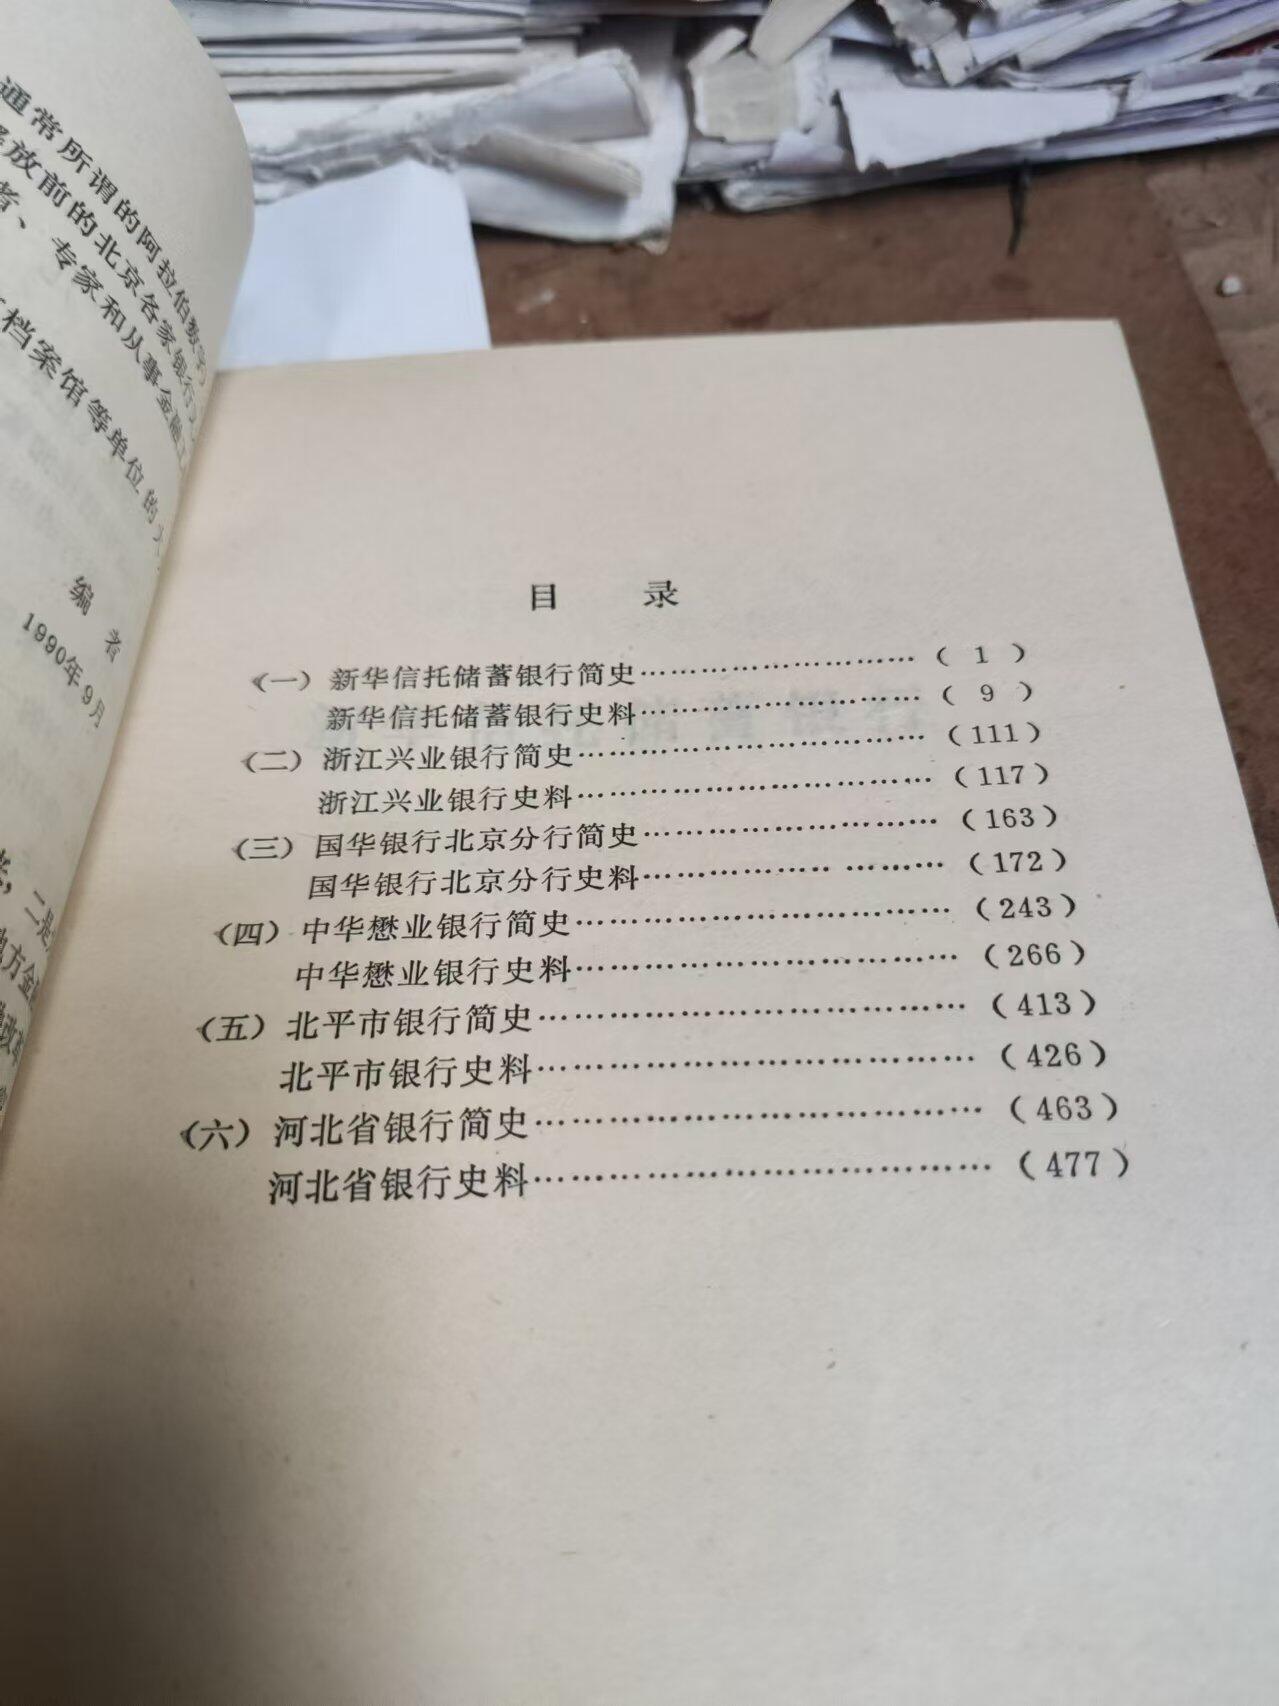 通常所谓的阿拉伯数字
放前的北京各家银行
者、专家和从事金融工
档案馆等单位的
编者
1990年9月
目 录
(一) 新华信托储蓄银行简史………………………… ( 1 )
新华信托储蓄银行史料………………………… ( 9 )
(二) 浙江兴业银行简史……………………………… (111)
浙江兴业银行史料……………………………… (117)
(三) 国华银行北京分行简史………………………… (163)
国华银行北京分行史料………………………… (172)
(四) 中华懋业银行简史……………………………… (243)
中华懋业银行史料……………………………… (266)
(五) 北平市银行简史………………………………… (413)
北平市银行史料………………………………… (426)
(六) 河北省银行简史………………………………… (463)
河北省银行史料………………………………… (477)